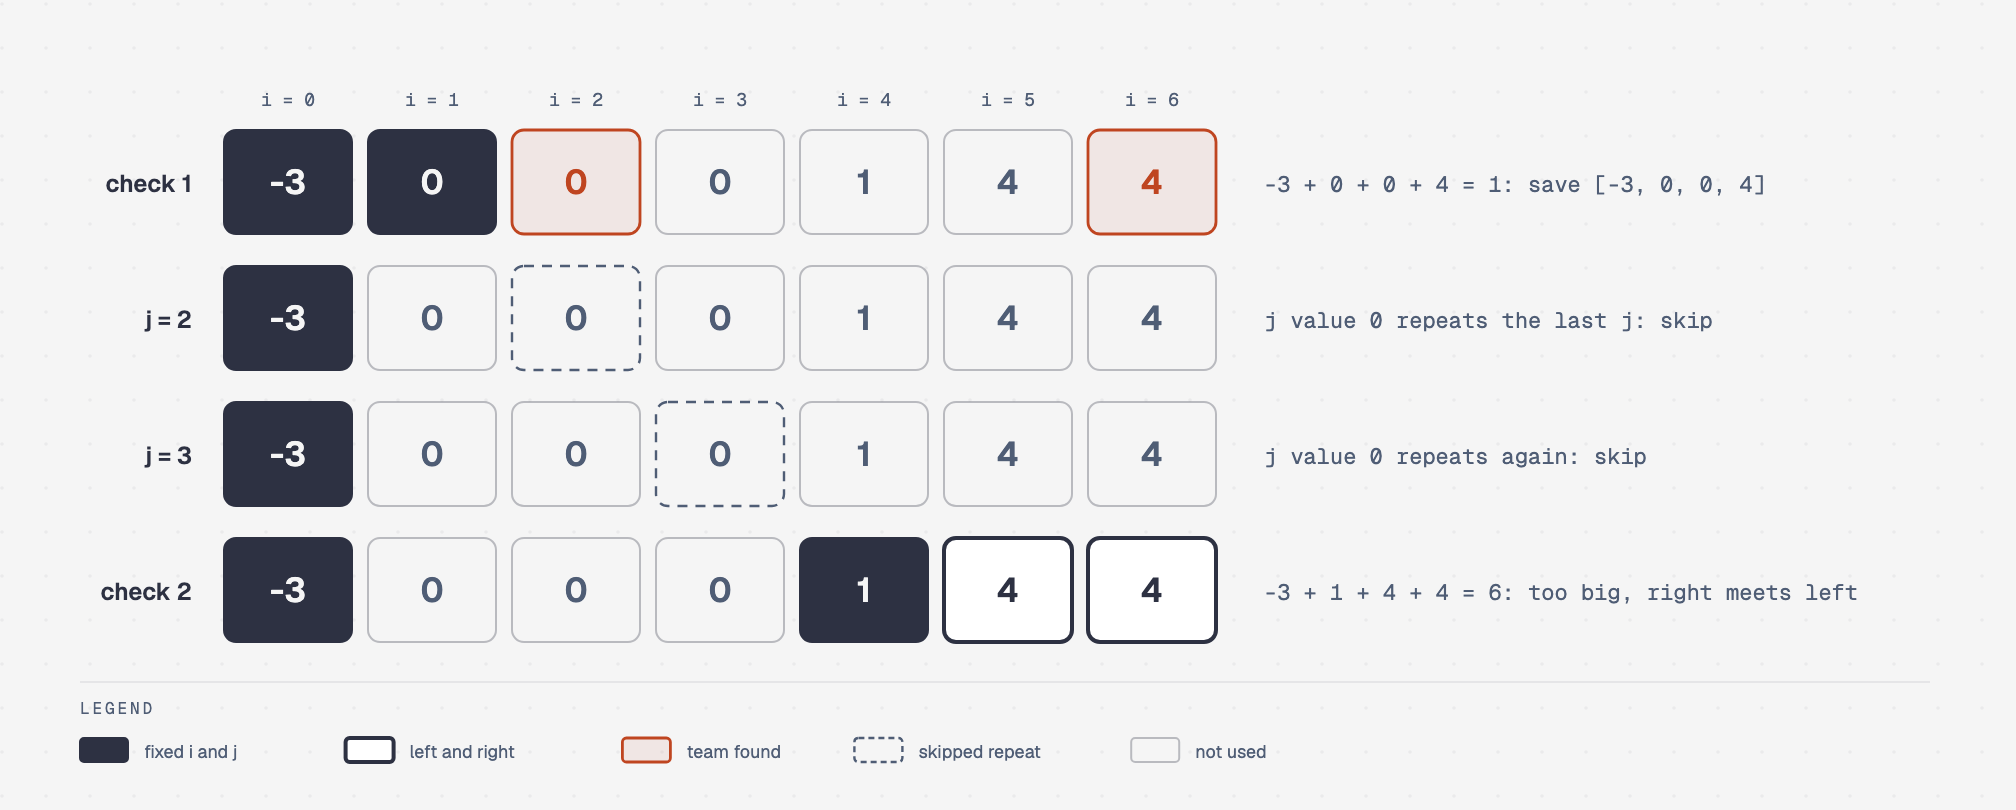 i = 0 i = 1 i = 2 i = 3 i = 4 i = 5 i = 6
check 1 -3 0 0 0 1 4 4 -3 + 0 + 0 + 4 = 1: save [-3, 0, 0, 4]
j = 2 -3 0 0 0 1 4 4 j value 0 repeats the last j: skip
j = 3 -3 0 0 0 1 4 4 j value 0 repeats again: skip
check 2 -3 0 0 0 1 4 4 -3 + 1 + 4 + 4 = 6: too big, right meets left
LEGEND
fixed i and j left and right team found skipped repeat not used